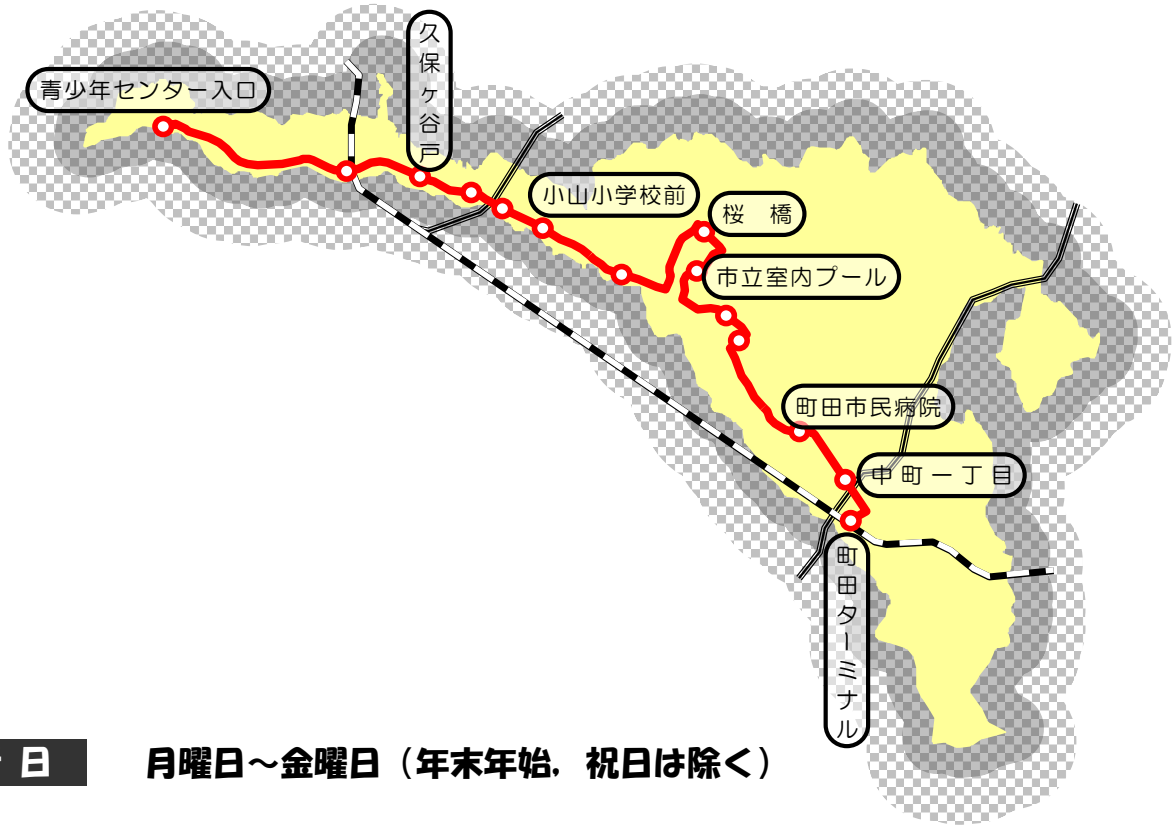 久保ヶ谷戸
青少年センター入口
小山小学校前
桜　橋
市立室内プール
町田市民病院
中町一丁目
町田ターミナル
日　月曜日～金曜日（年末年始，祝日は除く）